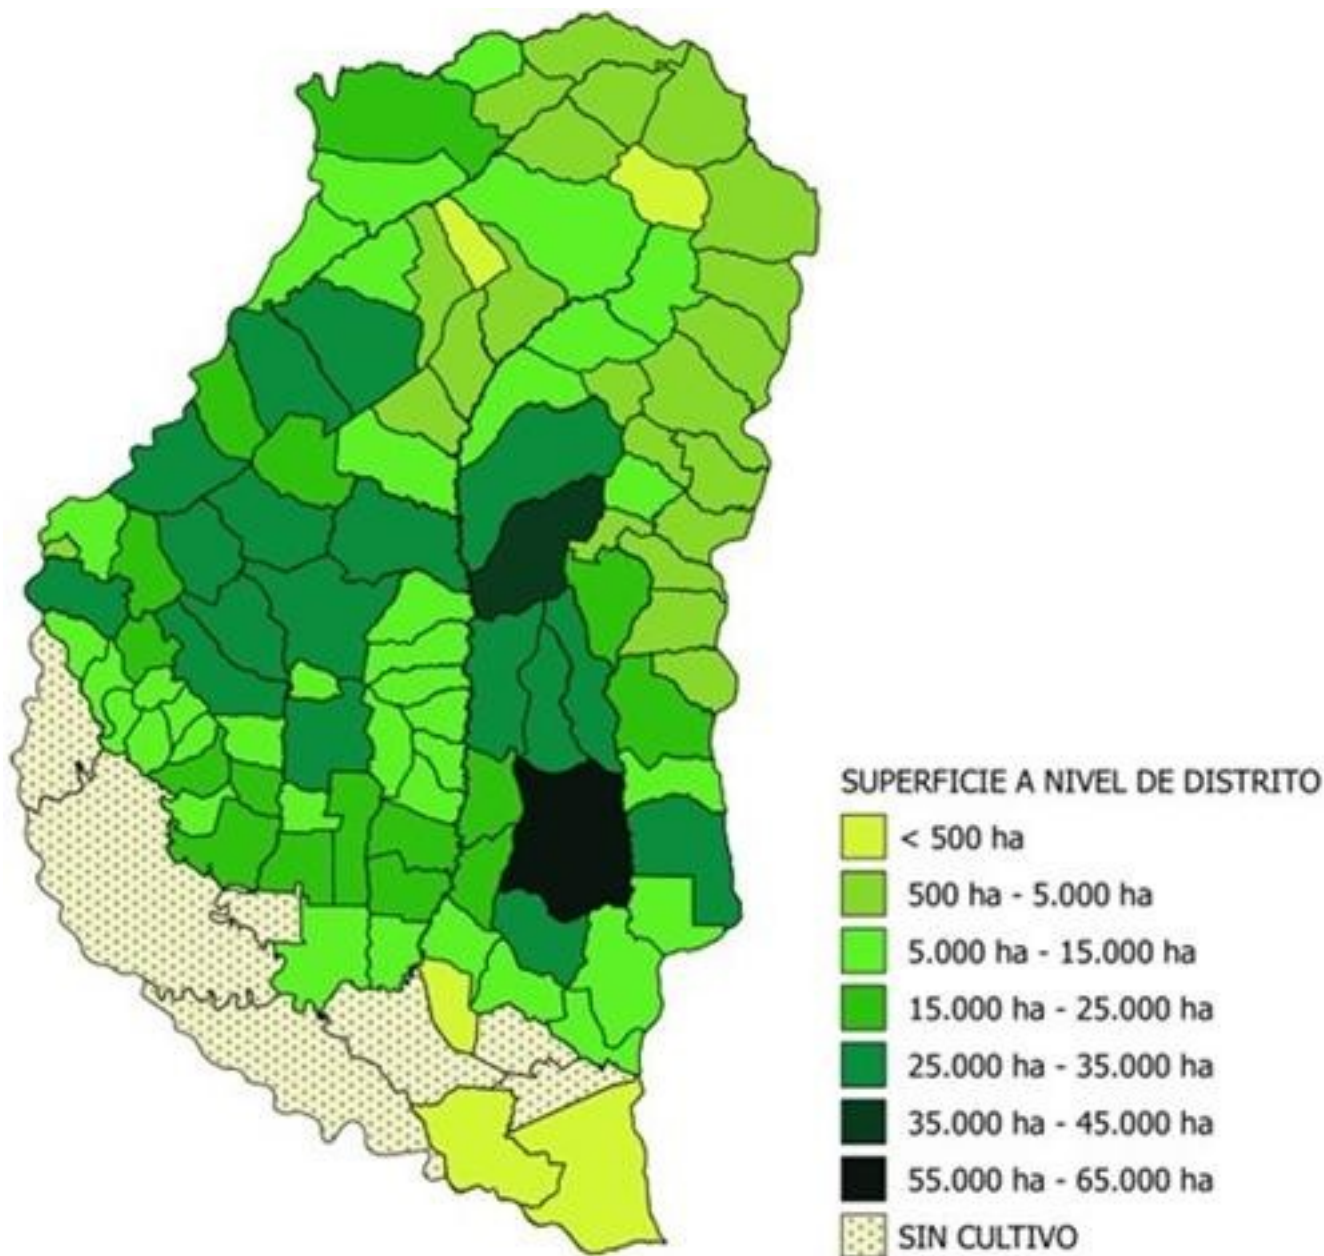 SUPERFICIE A NIVEL DE DISTRITO
< 500 ha
500 ha - 5.000 ha
5.000 ha - 15.000 ha
15.000 ha - 25.000 ha
25.000 ha - 35.000 ha
35.000 ha - 45.000 ha
55.000 ha - 65.000 ha
SIN CULTIVO